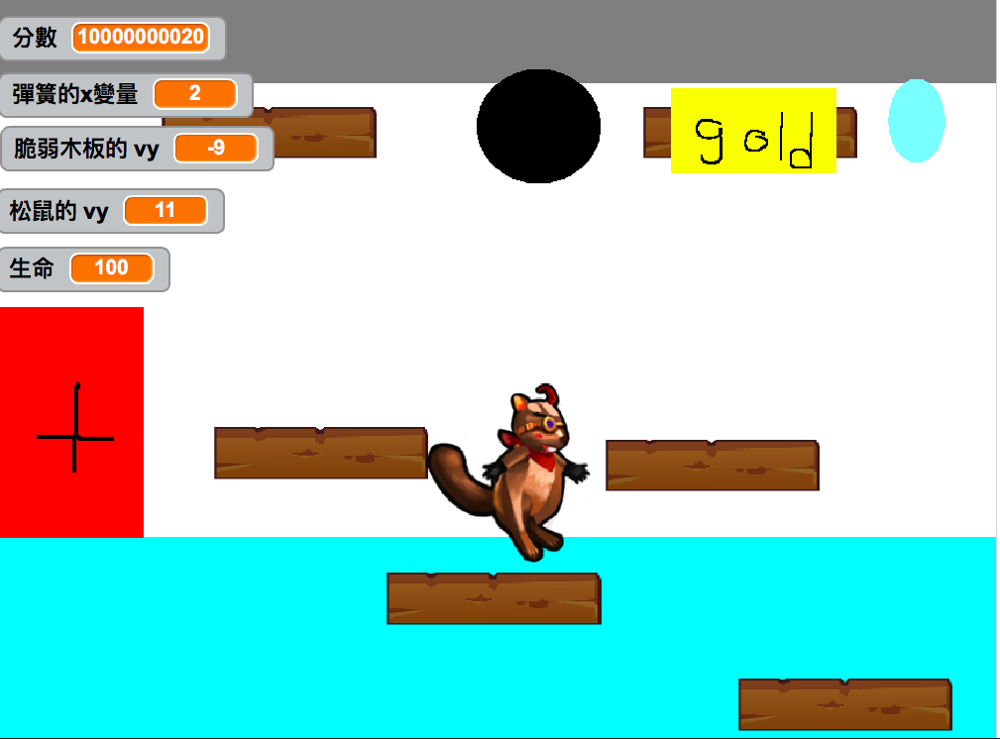 分數 10000000020
彈簧的x變量 2
脆弱木板的 vy -9
松鼠的 vy 11
生命 100
gold